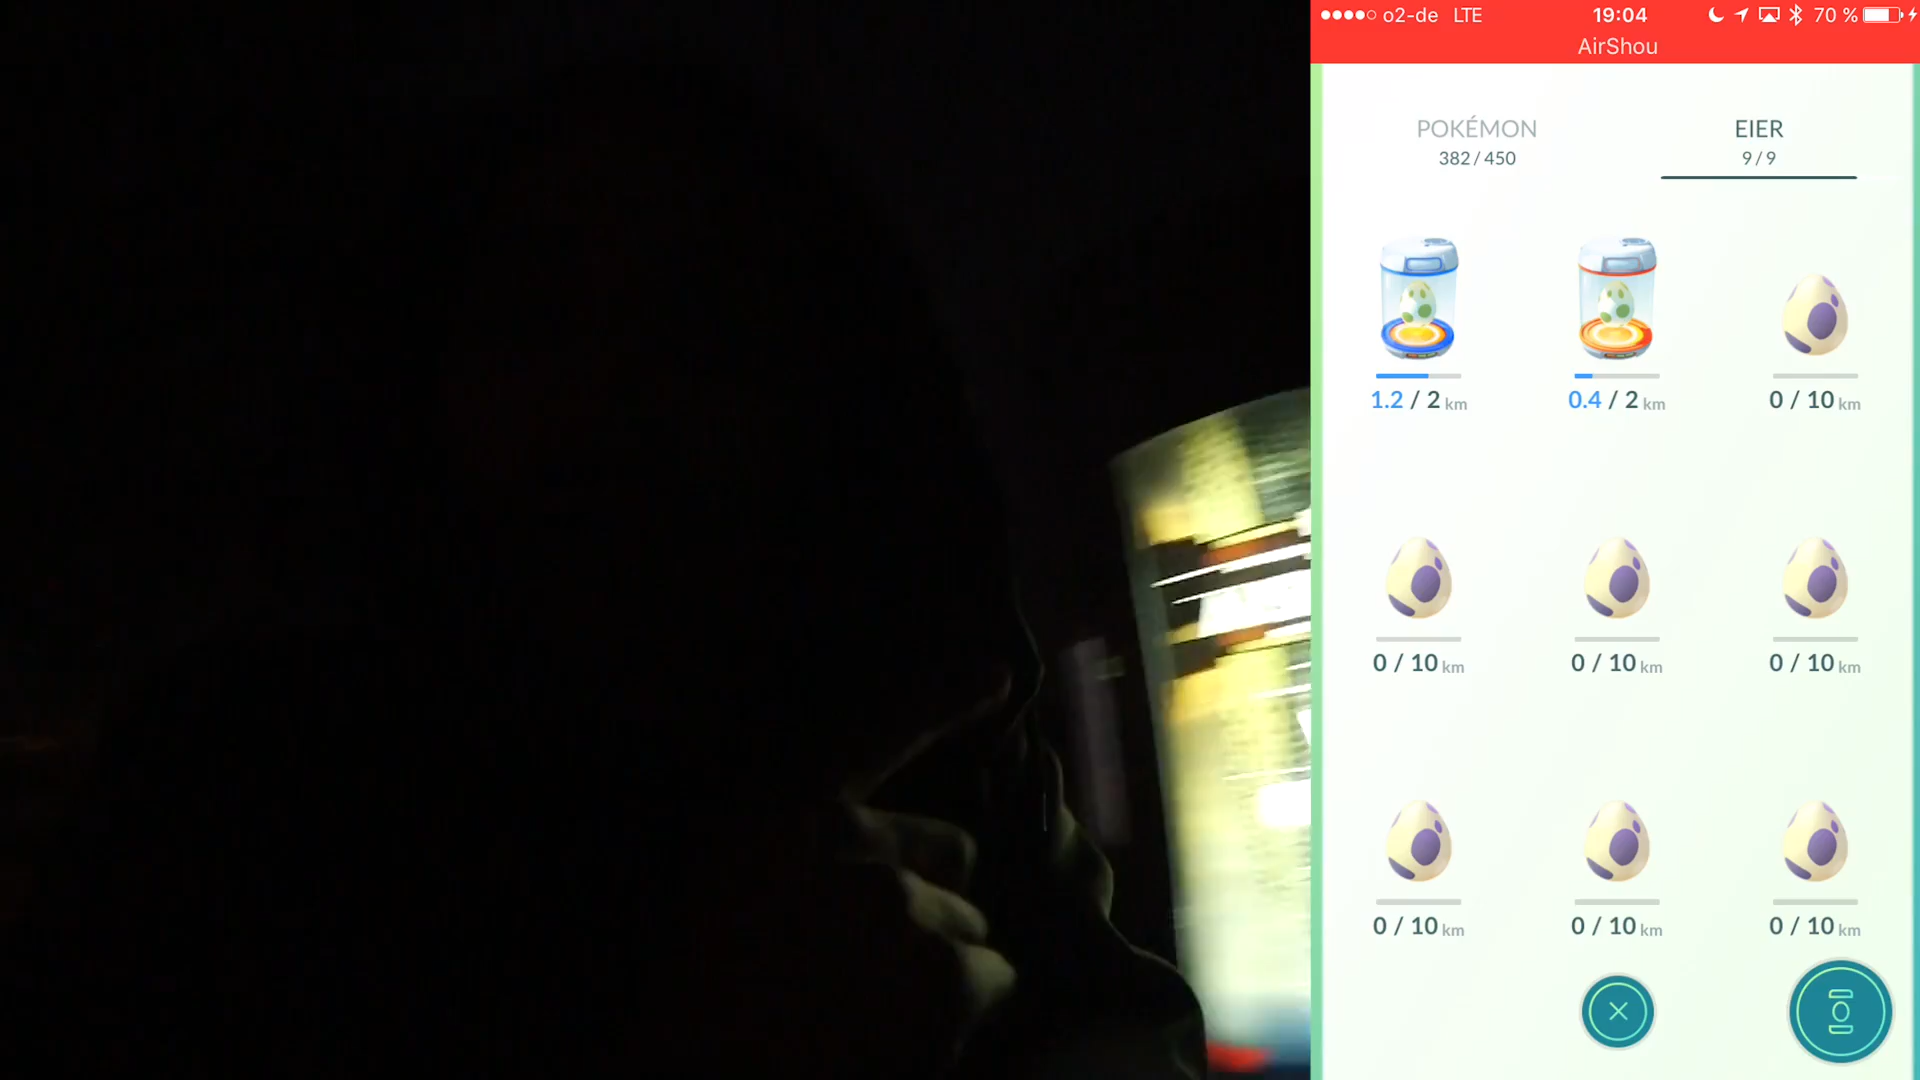 o2-de LTE 19:04 70 %
AirShou
POKÉMON EIER
382/450 9/9
1.2 / 2 km 0.4 / 2 km 0 / 10 km
0 / 10 km 0 / 10 km 0 / 10 km
0 / 10 km 0 / 10 km 0 / 10 km